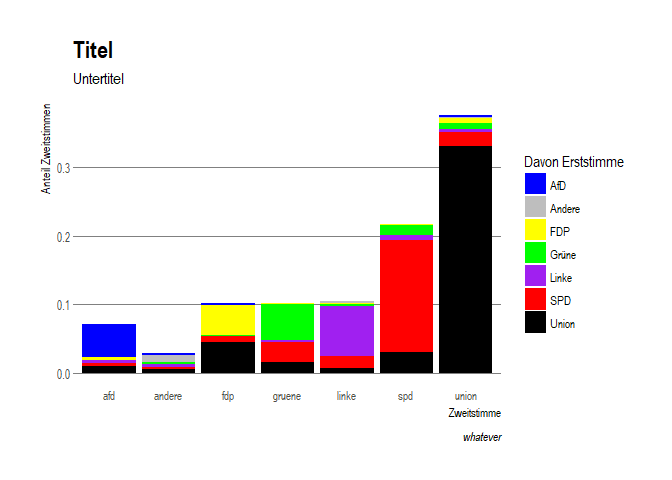 Titel
Untertitel
Anteil Zweitstimmen
0.3
0.2
0.1
0.0
afd andere fdp gruene linke spd union
Zweitstimme
whatever
Davon Erststimme
AfD
Andere
FDP
Grüne
Linke
SPD
Union